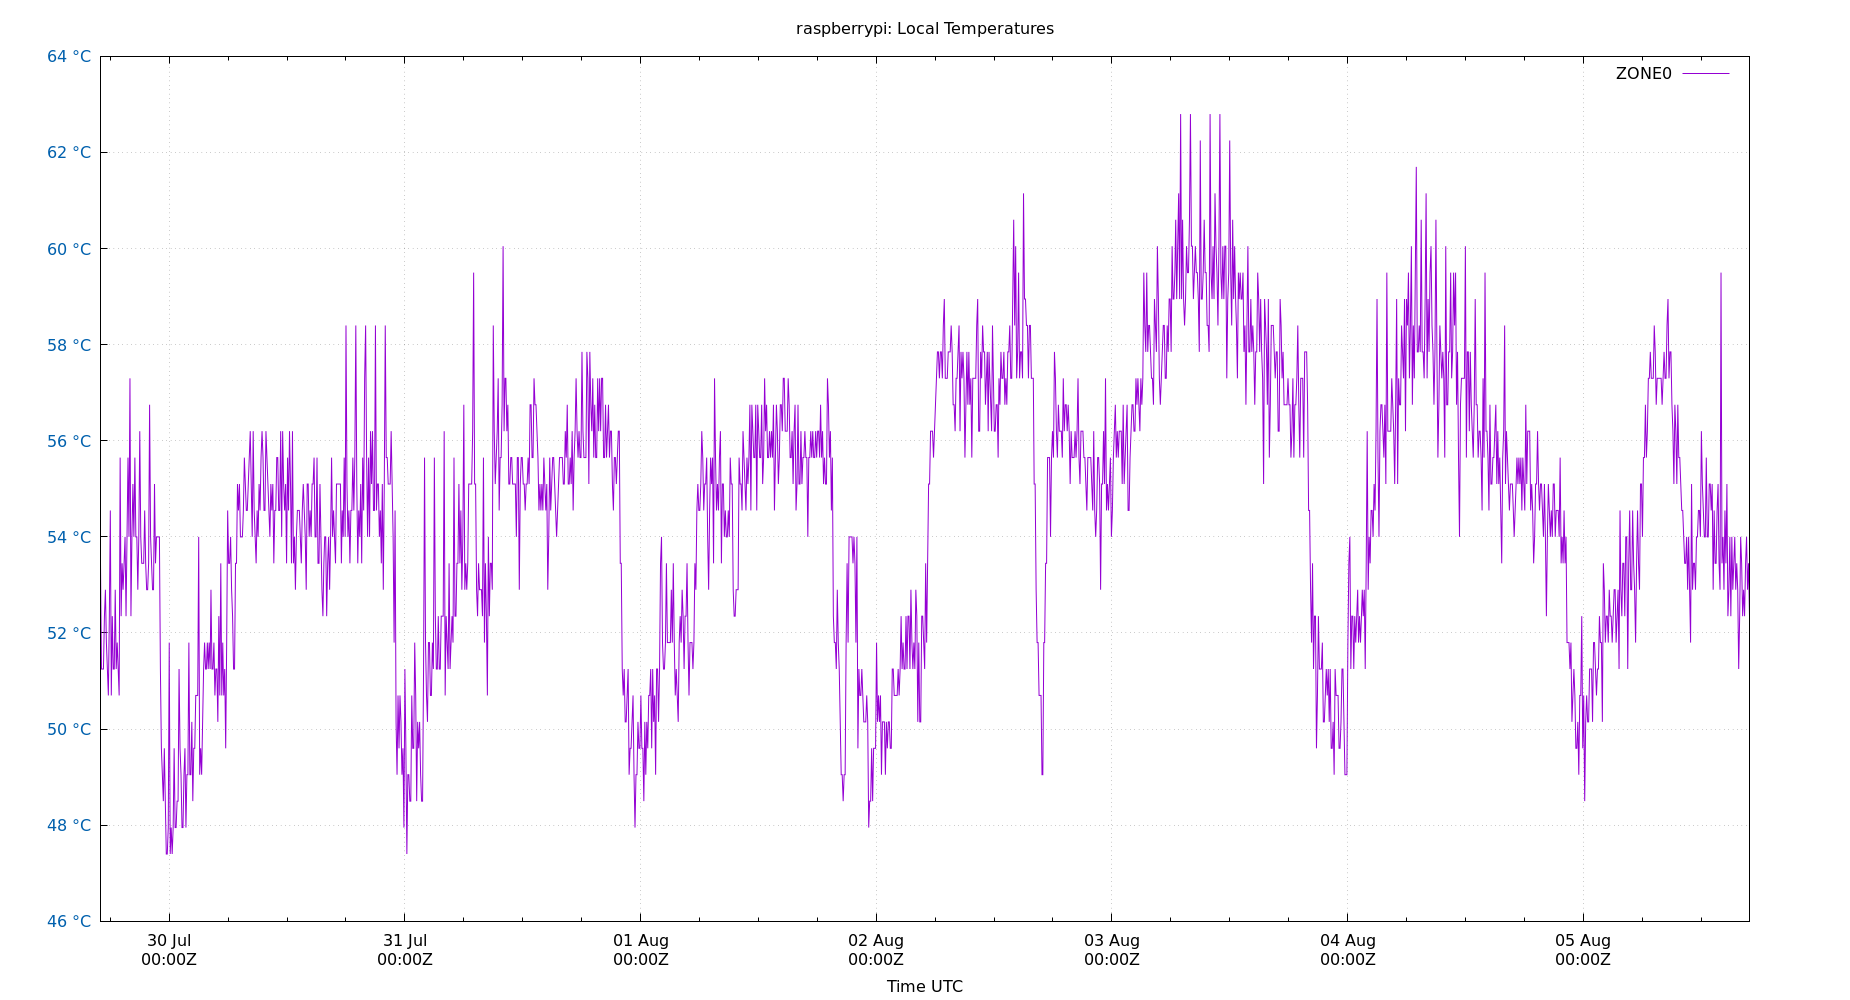 raspberrypi: Local Temperatures
64 °C
ZONE0
62 °C
60 °C
58 °C
56 °C
54 °C
52 °C
50 °C
48 °C
46 °C
30 Jul 31 Jul 01 Aug 02 Aug 03 Aug 04 Aug 05 Aug
00:00Z 00:00Z 00:00Z 00:00Z 00:00Z 00:00Z 00:00Z
Time UTC